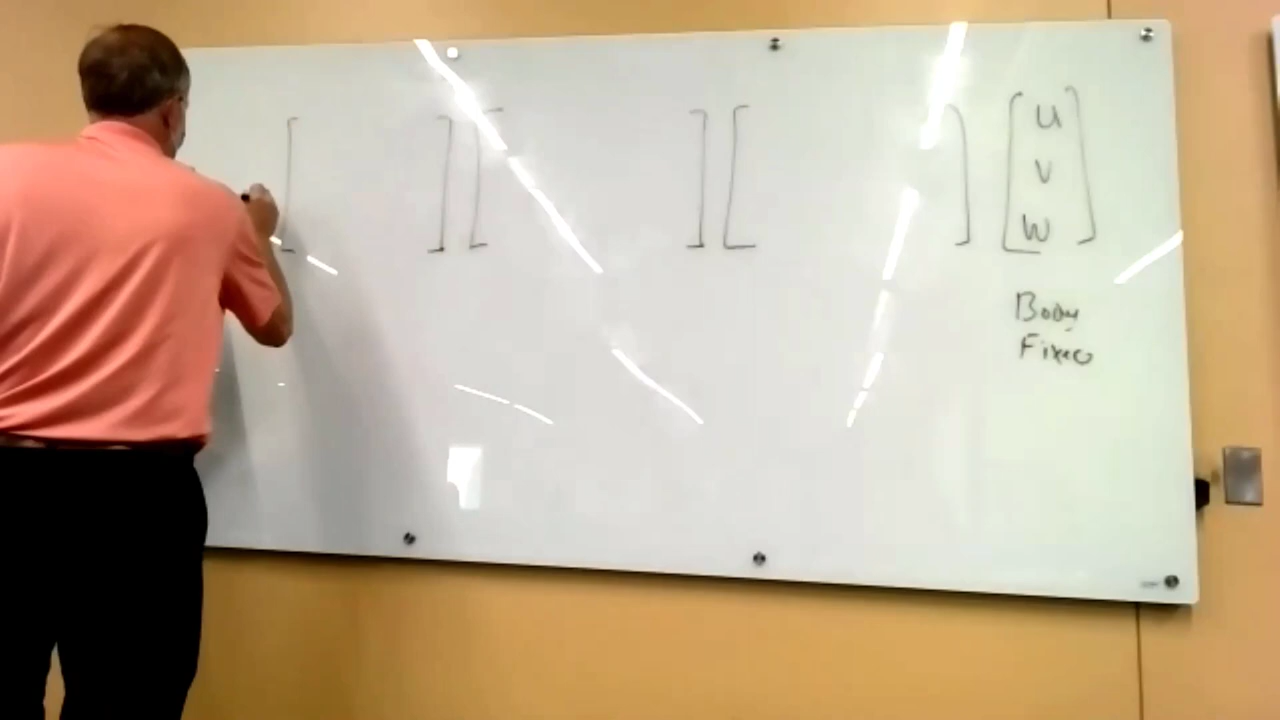 [ ] [ ] [ ] [ u
v
w ]
Body
Fixed